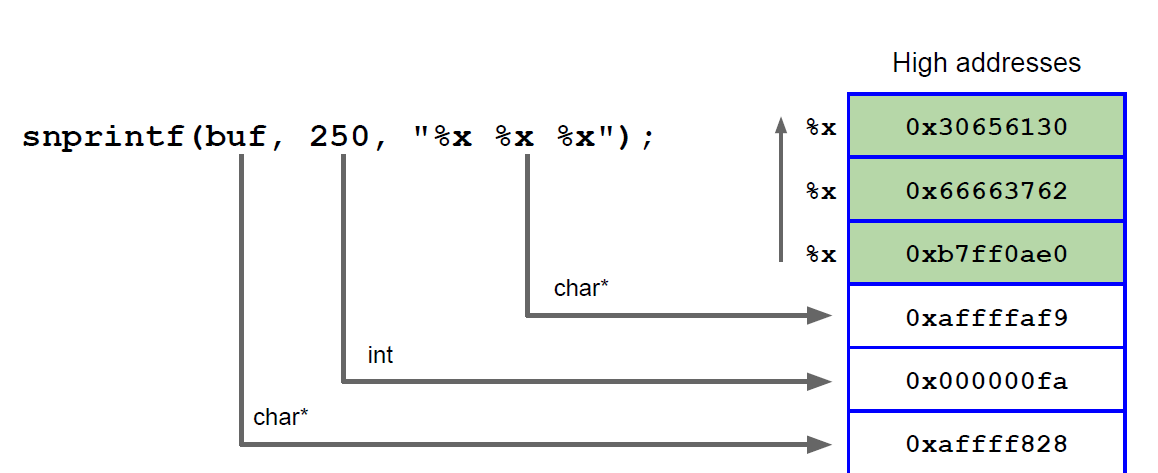 High addresses
snprintf(buf, 250, "%x %x %x");
%x 0x30656130
%x 0x66663762
%x 0xb7ff0ae0
char* 0xaffffaf9
int 0x000000fa
char* 0xaffff828